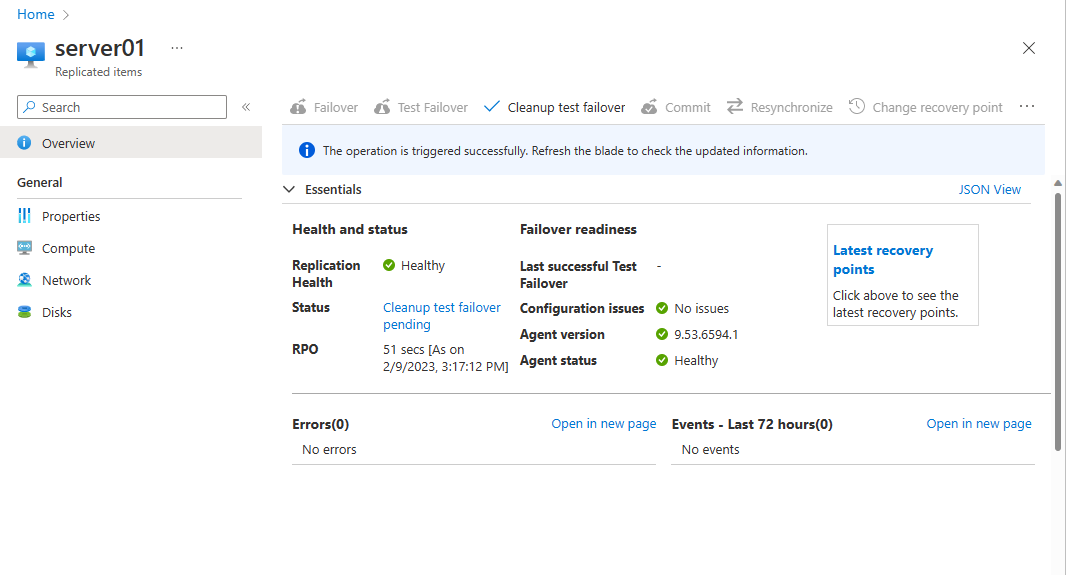 Home
server01
Replicated items
Search
Overview
General
Properties
Compute
Network
Disks
Failover Test Failover Cleanup test failover Commit Resynchronize Change recovery point
The operation is triggered successfully. Refresh the blade to check the updated information.
Essentials JSON View
Health and status
Replication Health Healthy
Status Cleanup test failover pending
RPO 51 secs [As on 2/9/2023, 3:17:12 PM]
Failover readiness
Last successful Test Failover -
Configuration issues No issues
Agent version 9.53.6594.1
Agent status Healthy
Latest recovery
points
Click above to see the
latest recovery points.
Errors(0) Open in new page
No errors
Events - Last 72 hours(0) Open in new page
No events